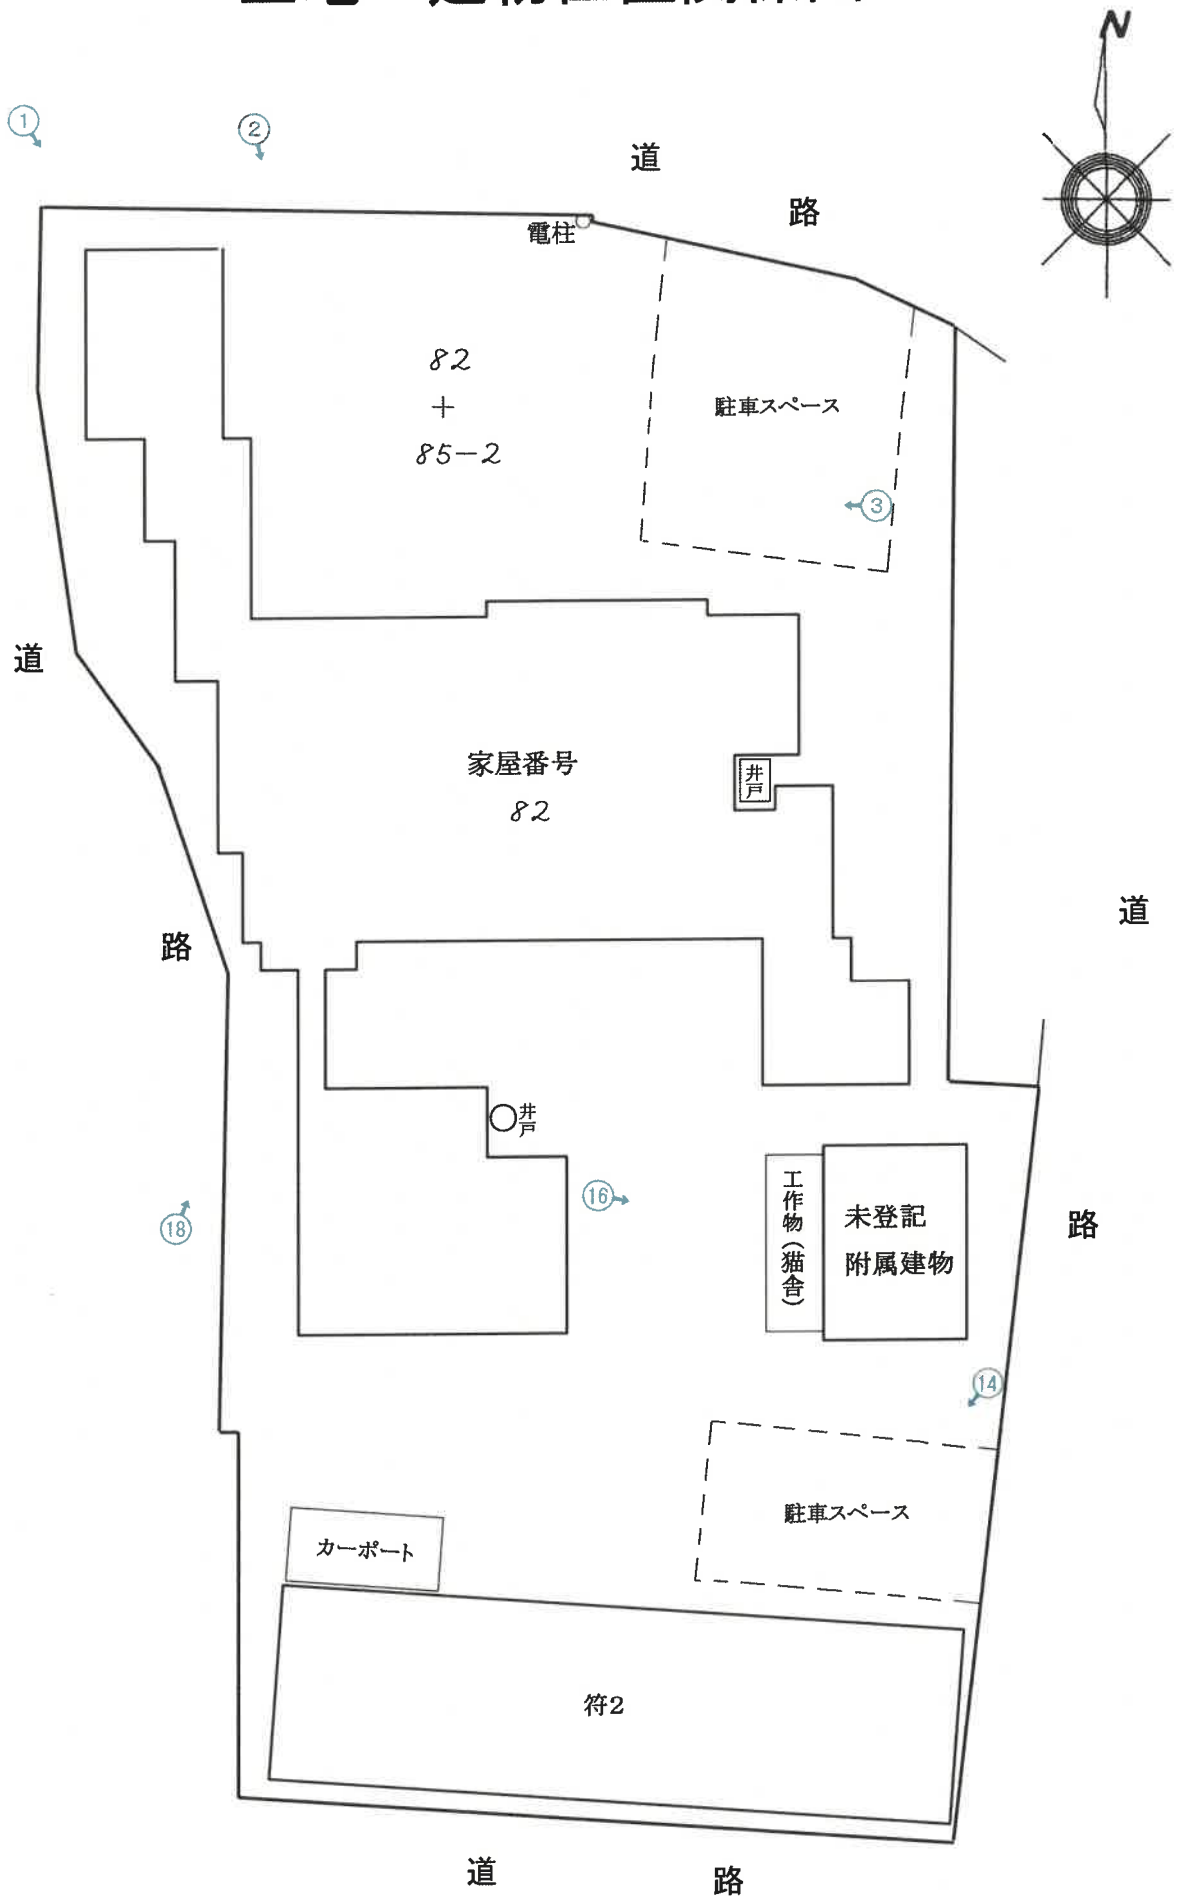 N
①
②
道
路
電柱
82
+
85-2
駐車スペース
③
道
路
家屋番号
82
井戸
道
路
井戸
⑱
⑯
工作物(猫舎)
未登記
附属建物
⑭
駐車スペース
カーポート
符2
道
路